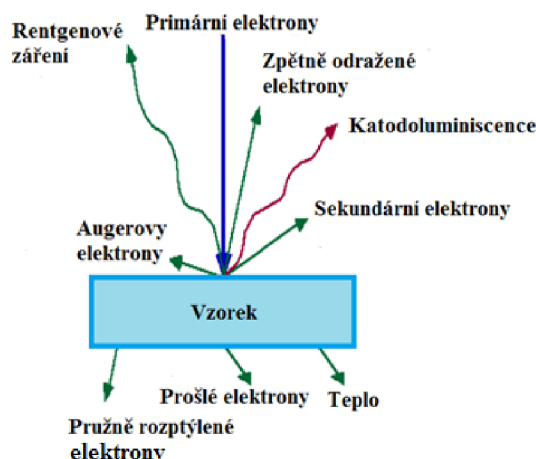 Primární elektrony
Rentgenové
záření
Zpětně odražené
elektrony
Katodoluminiscence
Sekundární elektrony
Augerovy
elektrony
Vzorek
Prošlé elektrony
Teplo
Pružně rozptýlené
elektrony